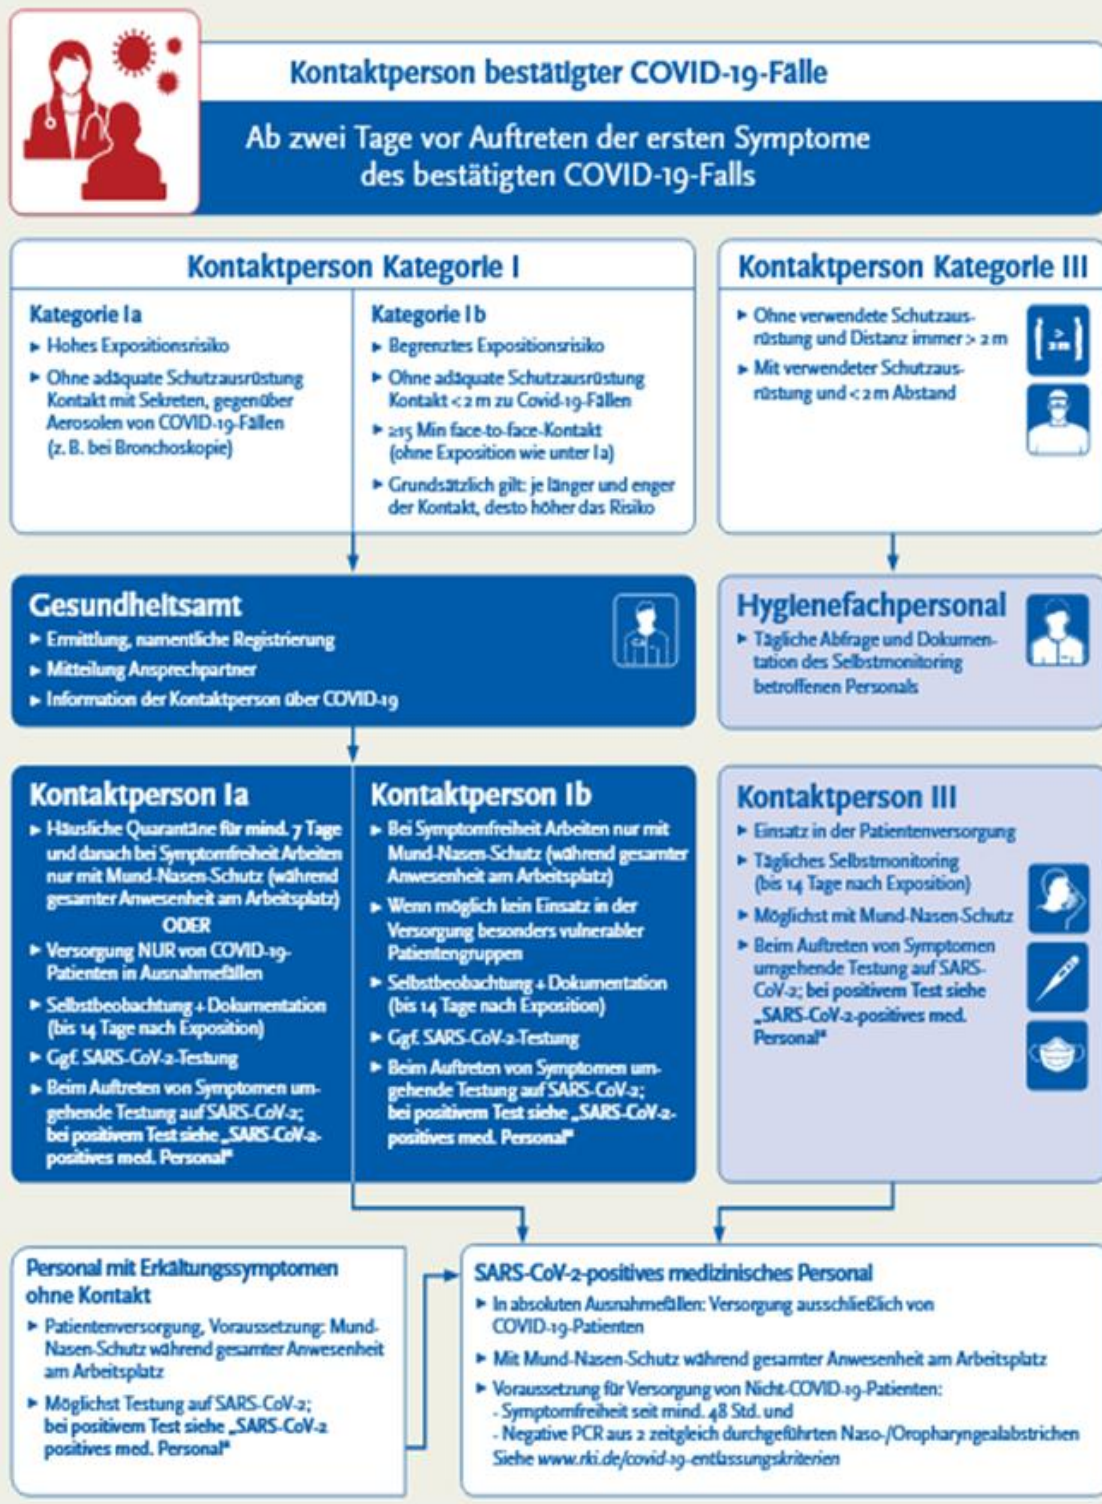 Kontaktperson bestätigter COVID-19-Fälle
Ab zwei Tage vor Auftreten der ersten Symptome
des bestätigten COVID-19-Falls
Kontaktperson Kategorie I
Kategorie Ia
▸ Hohes Expositionsrisiko
▸ Ohne adäquate Schutzausrüstung
Kontakt mit Sekreten, gegenüber
Aerosolen von COVID-19-Fällen
(z. B. bei Bronchoskopie)
Kategorie Ib
▸ Begrenztes Expositionsrisiko
▸ Ohne adäquate Schutzausrüstung
Kontakt < 2 m zu Covid-19-Fällen
▸ ≥15 Min face-to-face-Kontakt
(ohne Exposition wie unter Ia)
▸ Grundsätzlich gilt: je länger und enger
der Kontakt, desto höher das Risiko
Kontaktperson Kategorie III
▸ Ohne verwendete Schutzaus-
rüstung und Distanz immer > 2 m
▸ Mit verwendeter Schutzaus-
rüstung und < 2 m Abstand
>
2 m
Gesundheitsamt
▸ Ermittlung, namentliche Registrierung
▸ Mitteilung Ansprechpartner
▸ Information der Kontaktperson über COVID-19
Hygienefachpersonal
▸ Tägliche Abfrage und Dokumen-
tation des Selbstmonitoring
betroffenen Personals
Kontaktperson Ia
▸ Häusliche Quarantäne für mind. 7 Tage
und danach bei Symptomfreiheit Arbeiten
nur mit Mund-Nasen-Schutz (während
gesamter Anwesenheit am Arbeitsplatz)
ODER
▸ Versorgung NUR von COVID-19-
Patienten in Ausnahmefällen
▸ Selbstbeobachtung + Dokumentation
(bis 14 Tage nach Exposition)
▸ Ggf. SARS-CoV-2-Testung
▸ Beim Auftreten von Symptomen um-
gehende Testung auf SARS-CoV-2;
bei positivem Test siehe „SARS-CoV-2-
positives med. Personal“
Kontaktperson Ib
▸ Bei Symptomfreiheit Arbeiten nur mit
Mund-Nasen-Schutz (während gesamter
Anwesenheit am Arbeitsplatz)
▸ Wenn möglich kein Einsatz in der
Versorgung besonders vulnerabler
Patientengruppen
▸ Selbstbeobachtung + Dokumentation
(bis 14 Tage nach Exposition)
▸ Ggf. SARS-CoV-2-Testung
▸ Beim Auftreten von Symptomen um-
gehende Testung auf SARS-CoV-2;
bei positivem Test siehe „SARS-CoV-2-
positives med. Personal“
Kontaktperson III
▸ Einsatz in der Patientenversorgung
▸ Tägliches Selbstmonitoring
(bis 14 Tage nach Exposition)
▸ Möglichst mit Mund-Nasen-Schutz
▸ Beim Auftreten von Symptomen
umgehende Testung auf SARS-
CoV-2; bei positivem Test siehe
„SARS-CoV-2-positives med.
Personal“
Personal mit Erkältungssymptomen
ohne Kontakt
▸ Patientenversorgung, Voraussetzung: Mund-
Nasen-Schutz während gesamter Anwesenheit
am Arbeitsplatz
▸ Möglichst Testung auf SARS-CoV-2;
bei positivem Test siehe „SARS-CoV-2
positives med. Personal“
SARS-CoV-2-positives medizinisches Personal
▸ In absoluten Ausnahmefällen: Versorgung ausschließlich von
COVID-19-Patienten
▸ Mit Mund-Nasen-Schutz während gesamter Anwesenheit am Arbeitsplatz
▸ Voraussetzung für Versorgung von Nicht-COVID-19-Patienten:
- Symptomfreiheit seit mind. 48 Std. und
- Negative PCR aus 2 zeitgleich durchgeführten Naso-/Oropharyngealabstrichen
Siehe www.rki.de/covid-19-entlassungskriterien